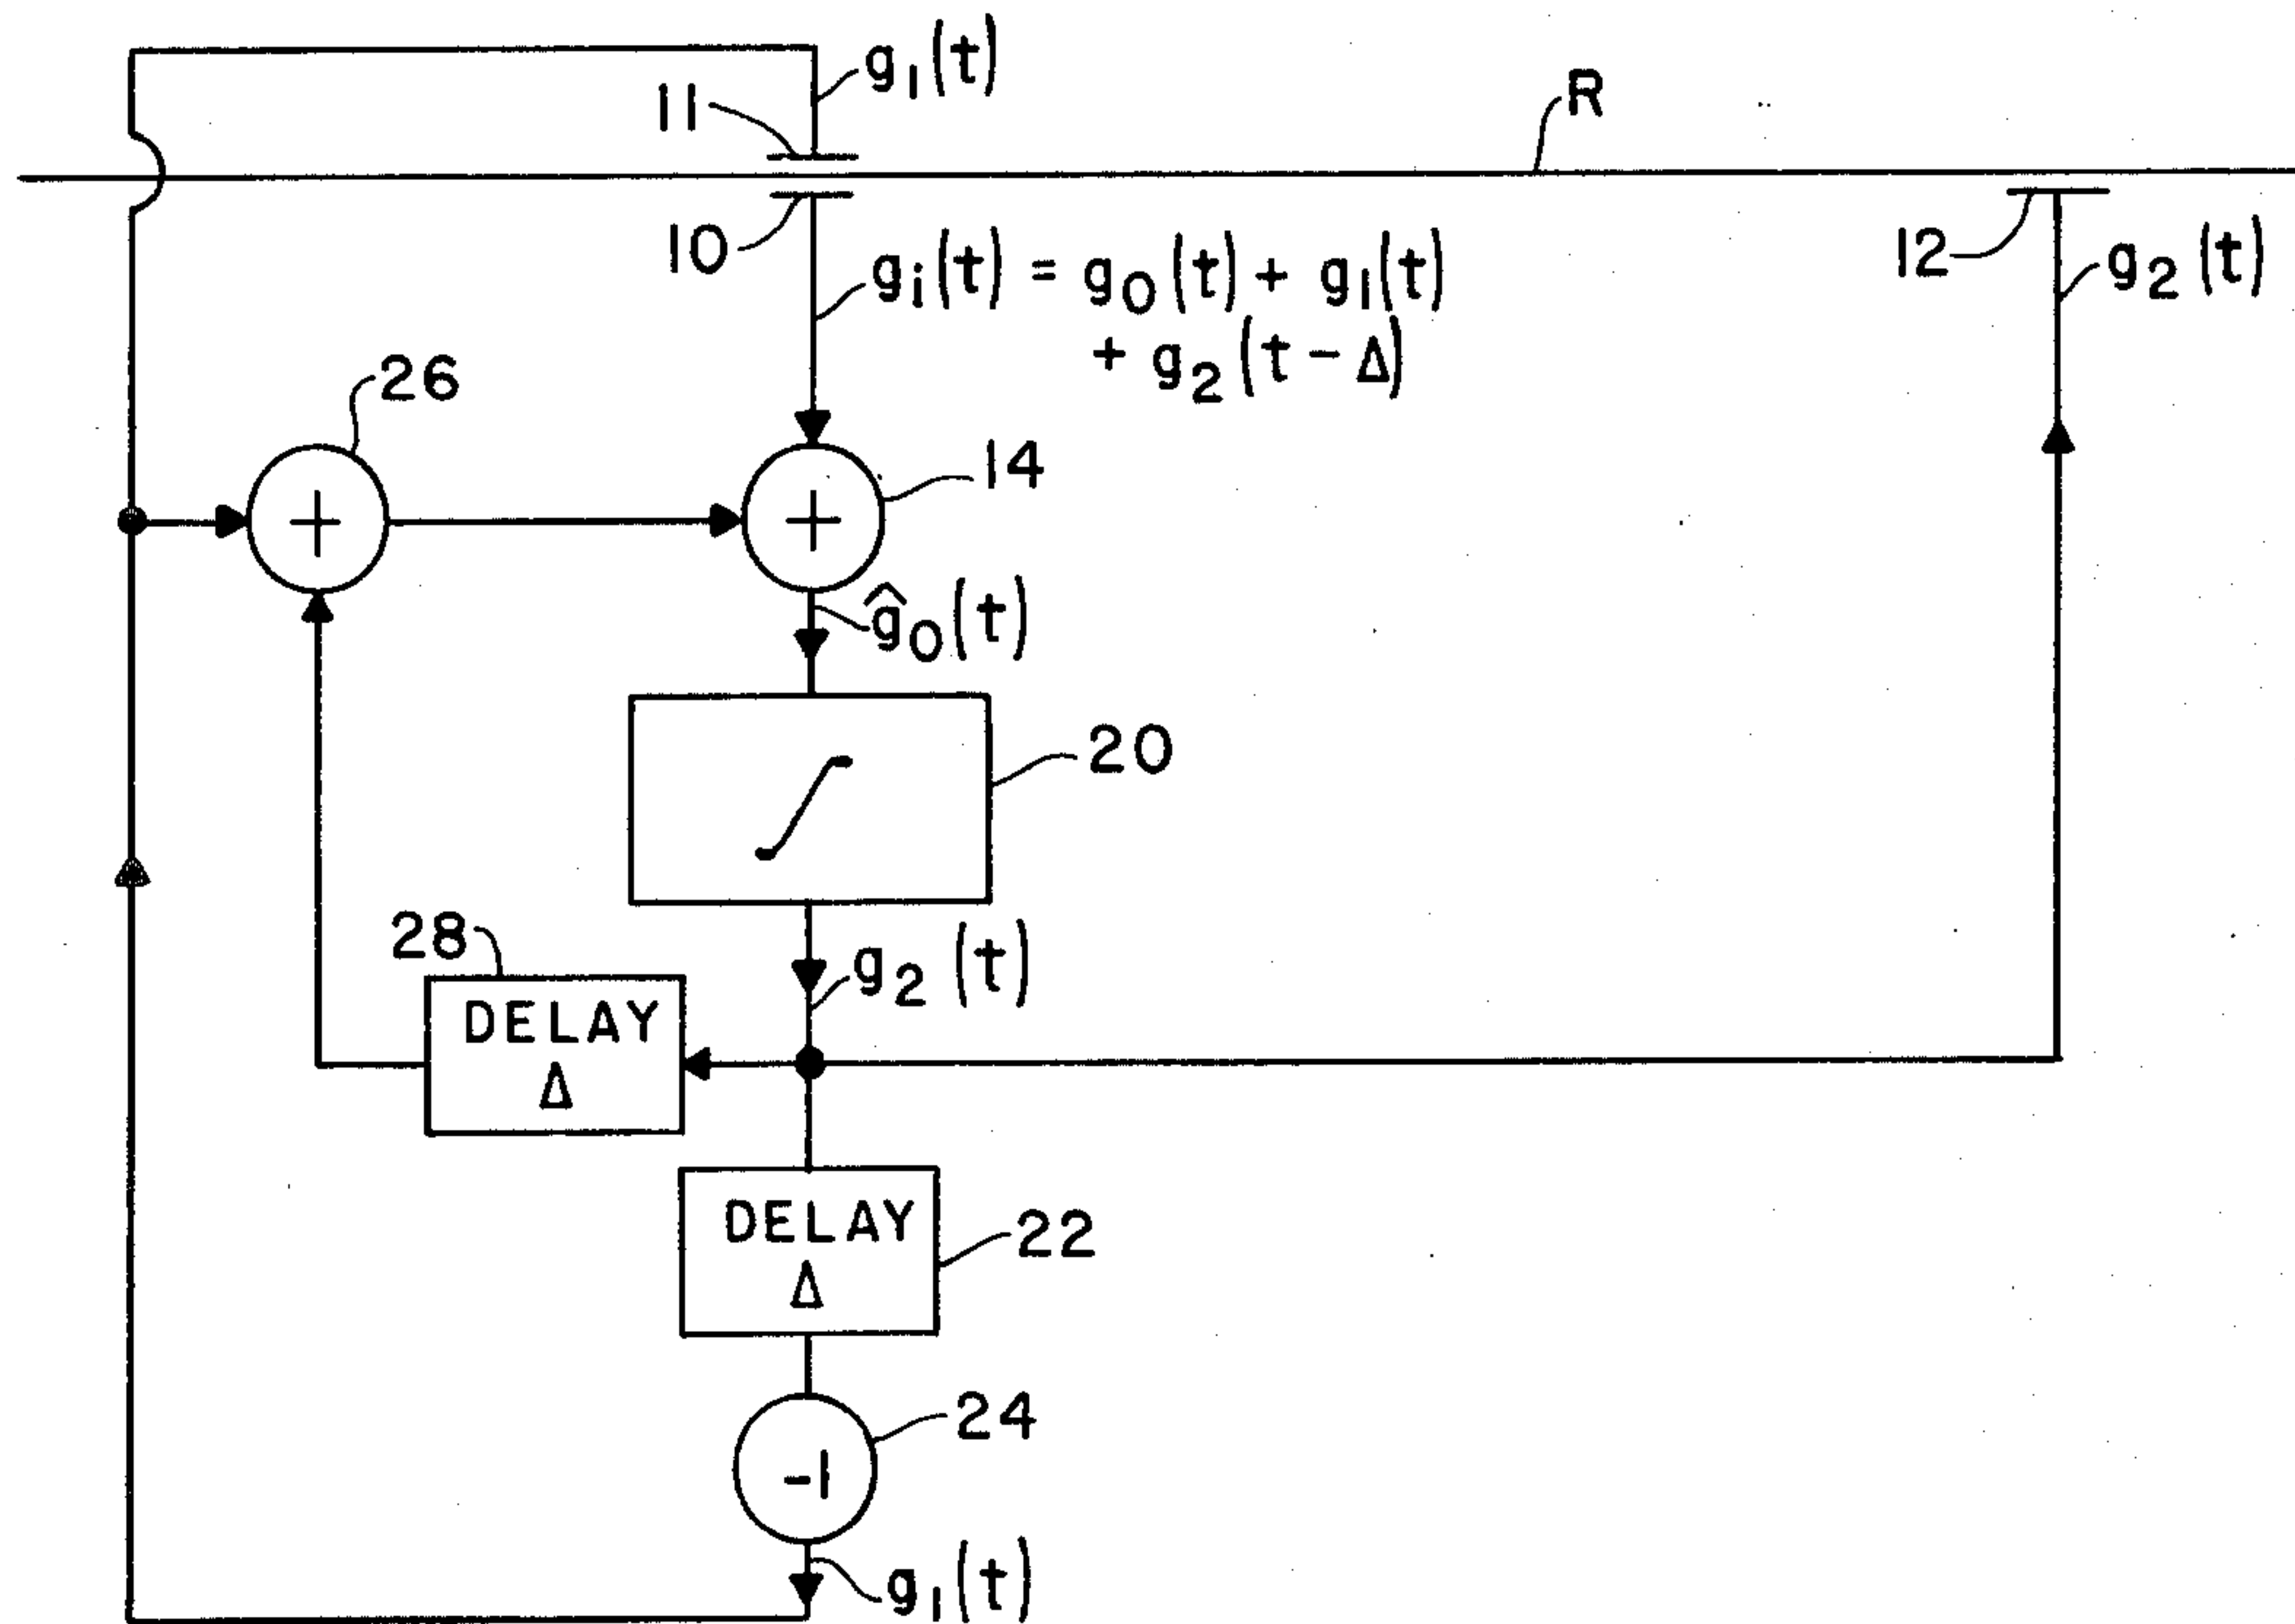 g₁(t)
11
R
10
gᵢ(t) = g₀(t) + g₁(t)
+ g₂(t - Δ)
12
g₂(t)
26
+
14
+
ĝ₀(t)
20
g₂(t)
28
DELAY
Δ
DELAY
Δ
22
24
-1
g₁(t)